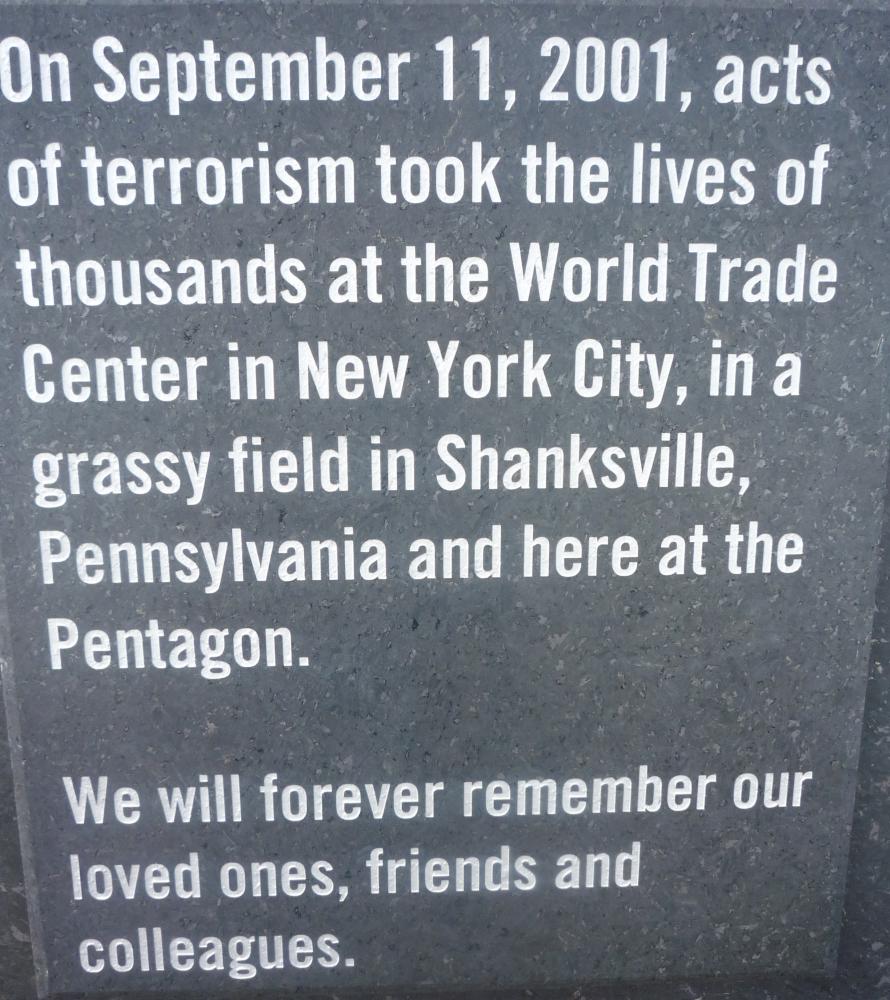 On September 11, 2001, acts
of terrorism took the lives of
thousands at the World Trade
Center in New York City, in a
grassy field in Shanksville,
Pennsylvania and here at the
Pentagon.
We will forever remember our
loved ones, friends and
colleagues.